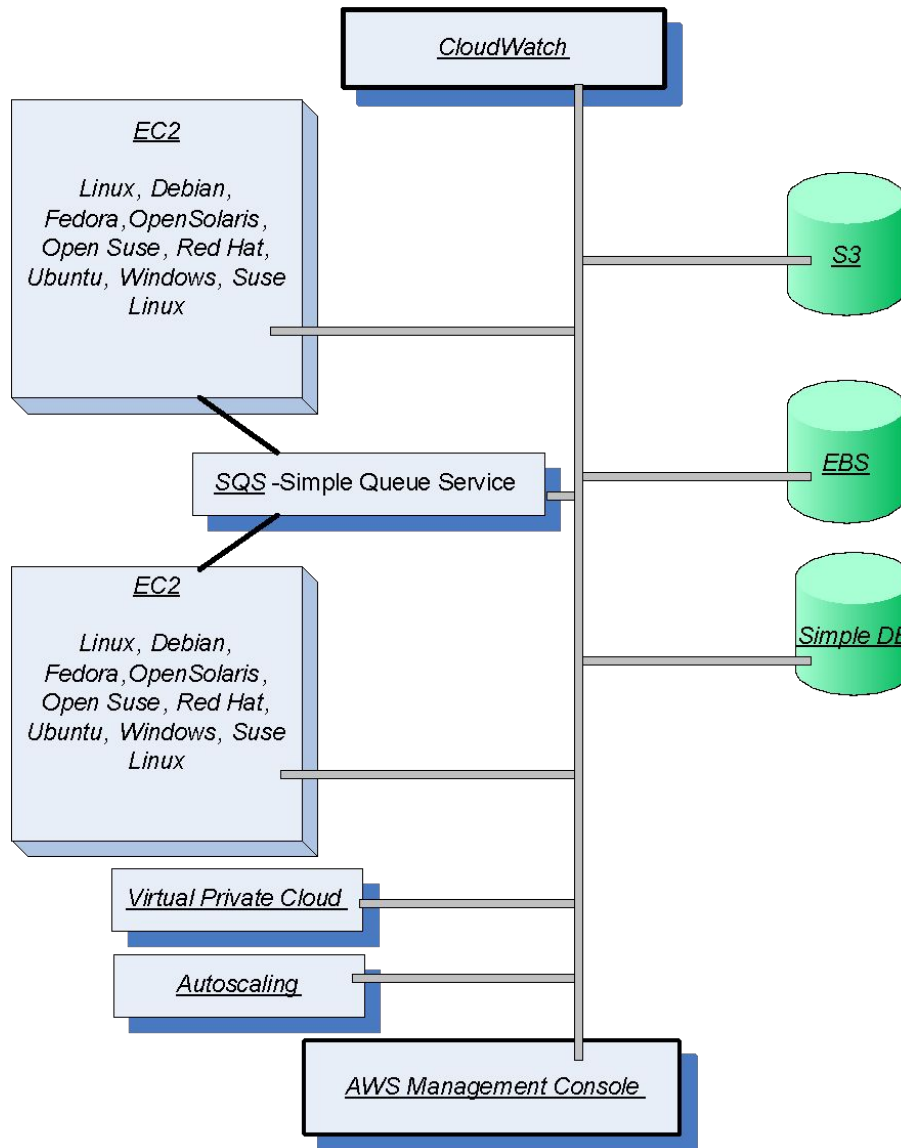 CloudWatch
EC2
Linux, Debian,
Fedora,OpenSolaris,
Open Suse, Red Hat,
Ubuntu, Windows, Suse
Linux
S3
SQS -Simple Queue Service
EBS
EC2
Linux, Debian,
Fedora,OpenSolaris,
Open Suse, Red Hat,
Ubuntu, Windows, Suse
Linux
Simple DB
Virtual Private Cloud
Autoscaling
AWS Management Console